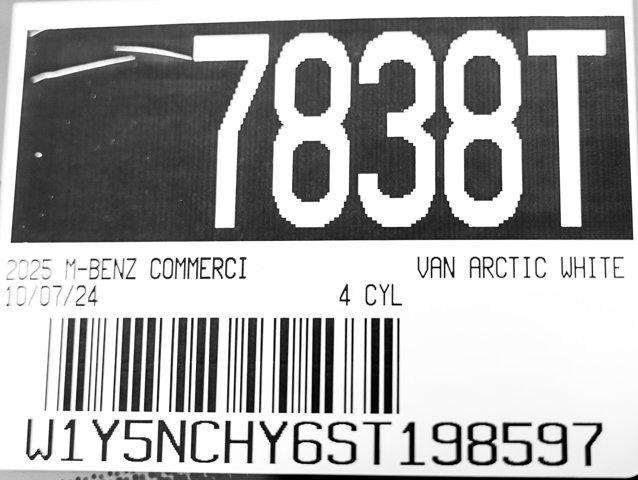 7838T
2025 M-BENZ COMMERCI VAN ARCTIC WHITE
10/07/24 4 CYL
W1Y5NCHY6ST198597